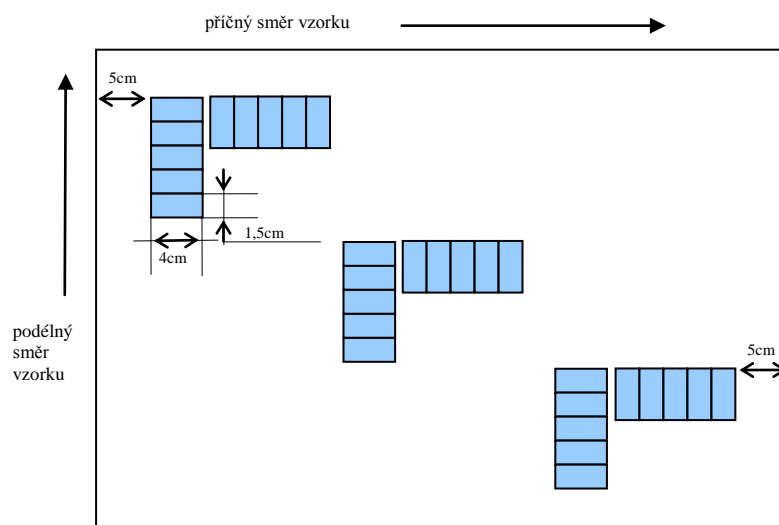 příčný směr vzorku
5cm
1,5cm
4cm
podélný
směr
vzorku
5cm